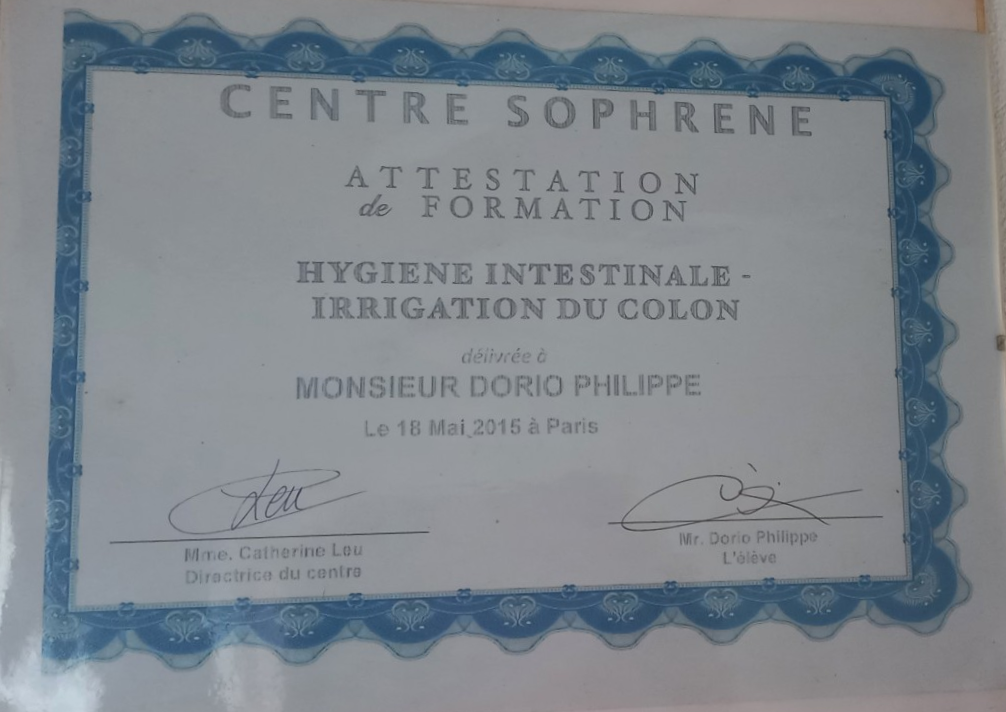 CENTRE SOPHRENE
ATTESTATION
de FORMATION
HYGIENE INTESTINALE -
IRRIGATION DU COLON
délivrée à
MONSIEUR DORIO PHILIPPE
Le 18 Mai 2015 à Paris
Leu
Mme. Catherine Leu
Directrice du centre
Mr. Dorio Philippe
L'élève